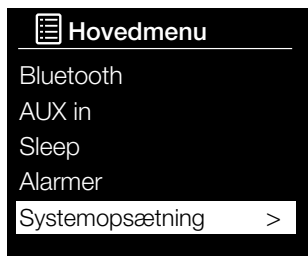 Hovedmenu
Bluetooth
AUX in
Sleep
Alarmer
Systemopsætning >